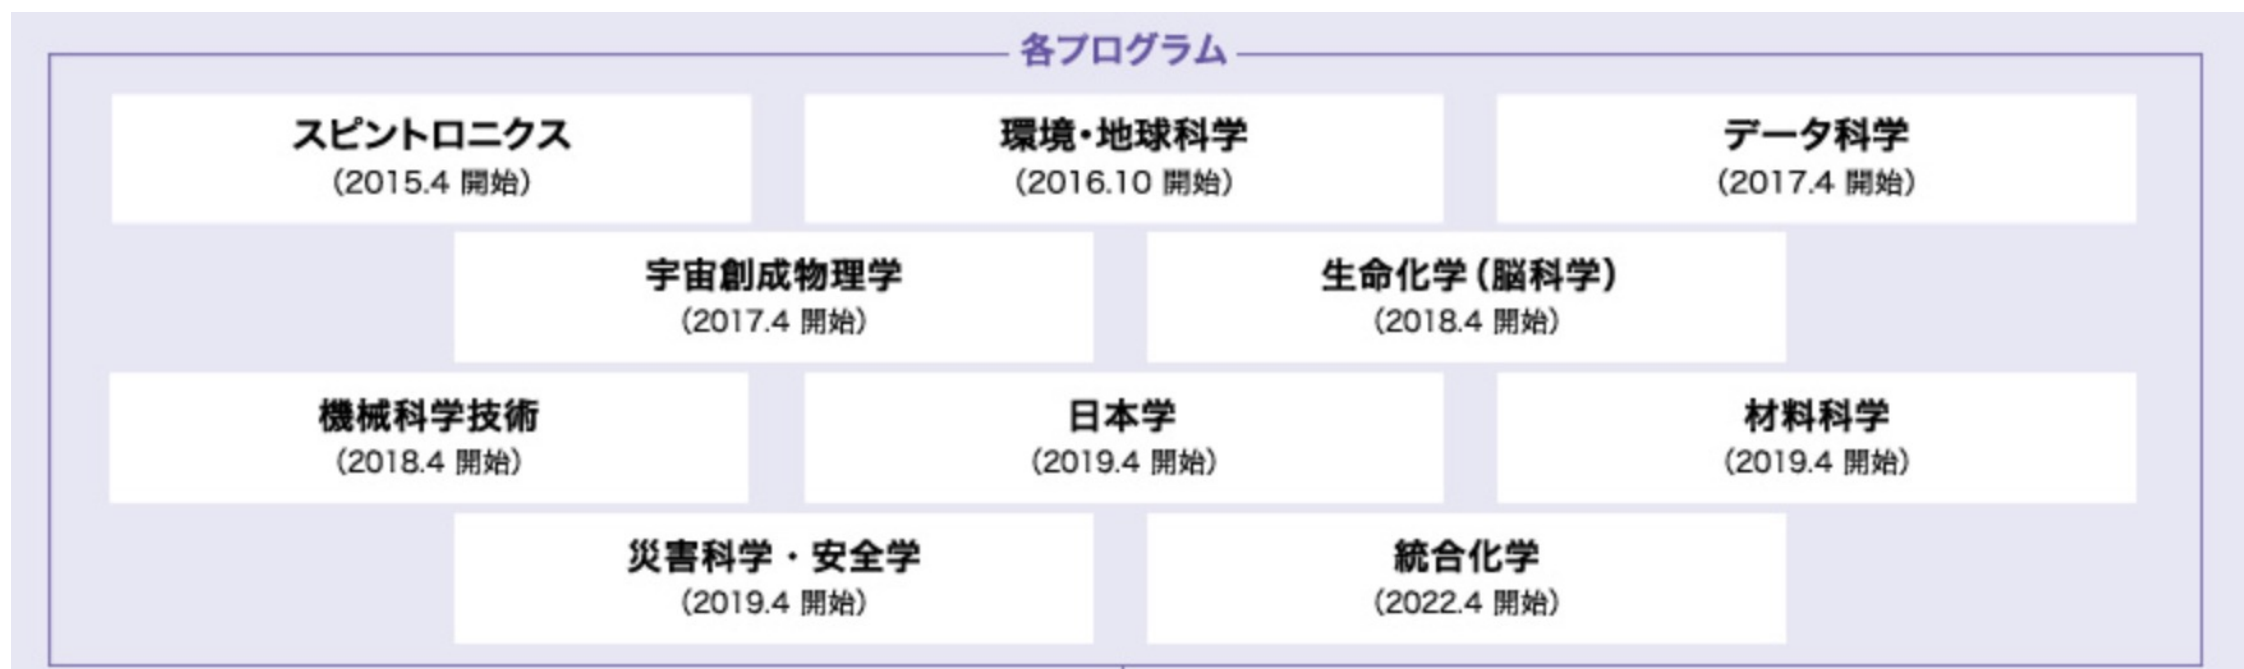 各プログラム
スピントロニクス
（2015.4 開始）
環境・地球科学
（2016.10 開始）
データ科学
（2017.4 開始）
宇宙創成物理学
（2017.4 開始）
生命化学（脳科学）
（2018.4 開始）
機械科学技術
（2018.4 開始）
日本学
（2019.4 開始）
材料科学
（2019.4 開始）
災害科学・安全学
（2019.4 開始）
統合化学
（2022.4 開始）